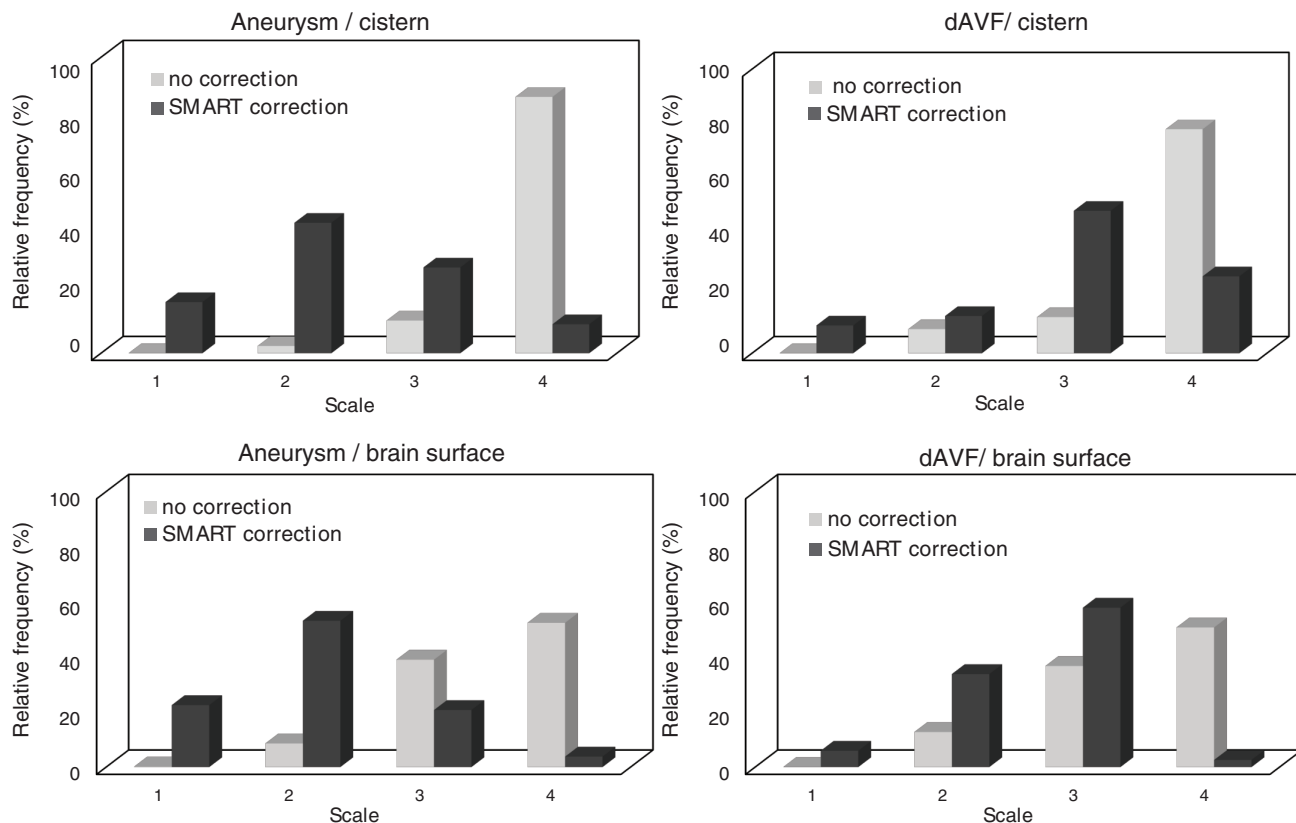 Aneurysm / cistern
Relative frequency (%)
100
80
60
40
20
0
no correction
SMART correction
1 2 3 4
Scale
dAVF/ cistern
Relative frequency (%)
100
80
60
40
20
0
no correction
SMART correction
1 2 3 4
Scale
Aneurysm / brain surface
Relative frequency (%)
100
80
60
40
20
0
no correction
SMART correction
1 2 3 4
Scale
dAVF/ brain surface
Relative frequency (%)
100
80
60
40
20
0
no correction
SMART correction
1 2 3 4
Scale